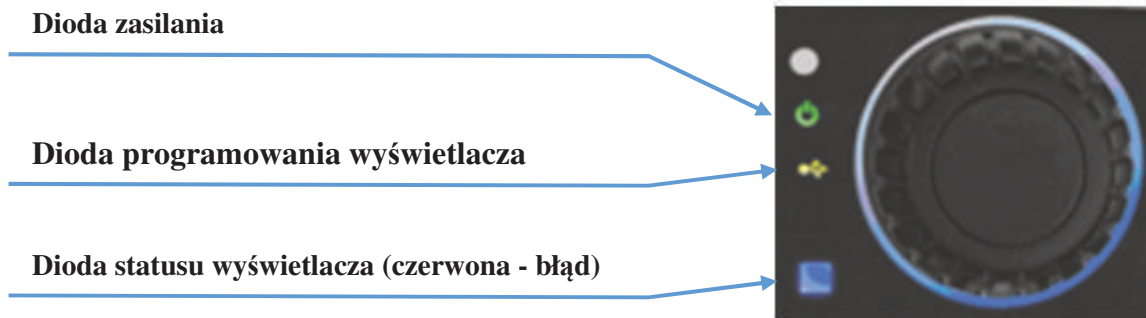 Dioda zasilania
Dioda programowania wyświetlacza
Dioda statusu wyświetlacza (czerwona - błąd)